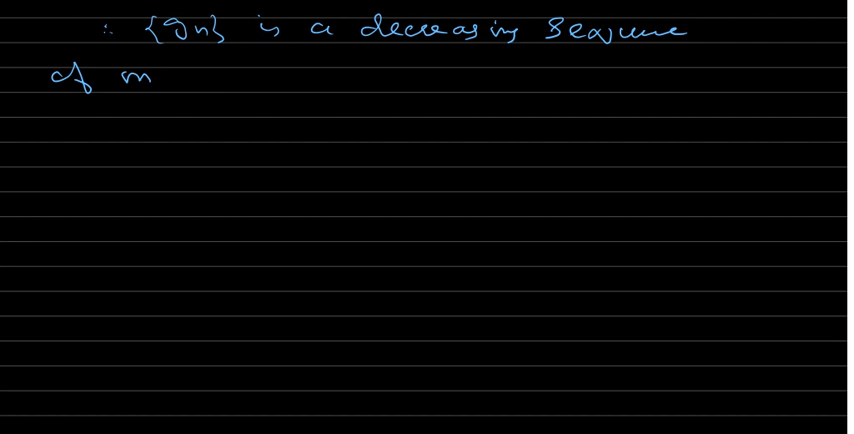 ∴ {gn} is a decreasing sequence
of m